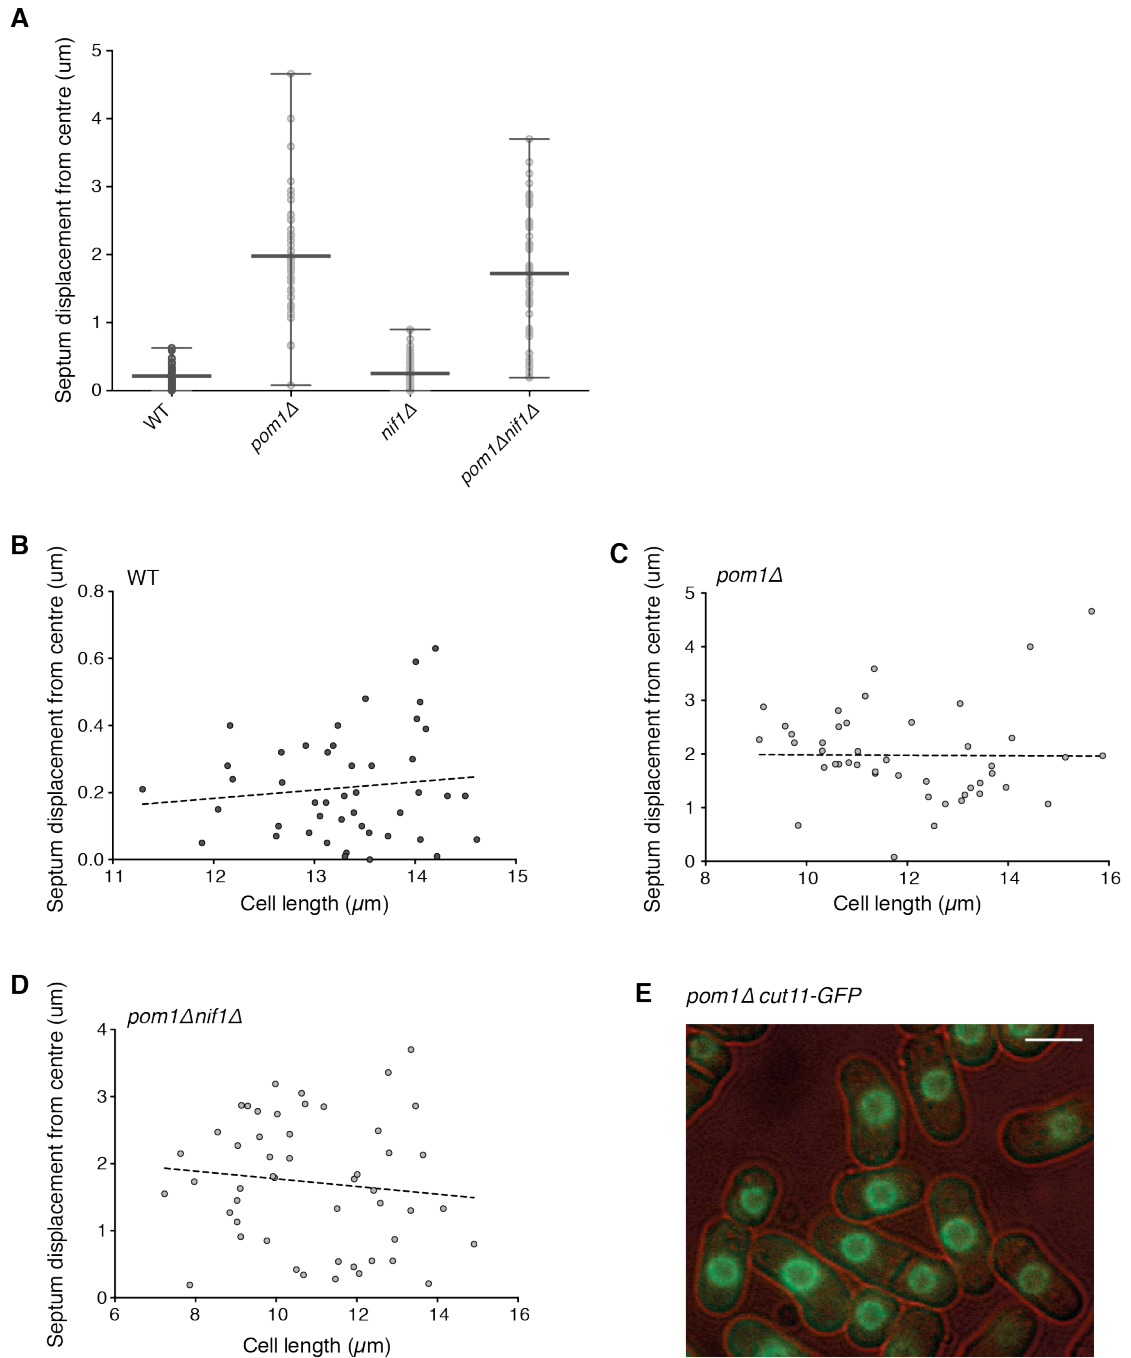 A
Septum displacement from centre (um)
5
4
3
2
1
0
WT
pom1Δ
nif1Δ
pom1Δnif1Δ
B
WT
Septum displacement from centre (um)
0.8
0.6
0.4
0.2
0.0
11 12 13 14 15
Cell length (µm)
C
pom1Δ
Septum displacement from centre (um)
5
4
3
2
1
0
8 10 12 14 16
Cell length (µm)
D
pom1Δnif1Δ
Septum displacement from centre (um)
4
3
2
1
0
6 8 10 12 14 16
Cell length (µm)
E
pom1Δ cut11-GFP